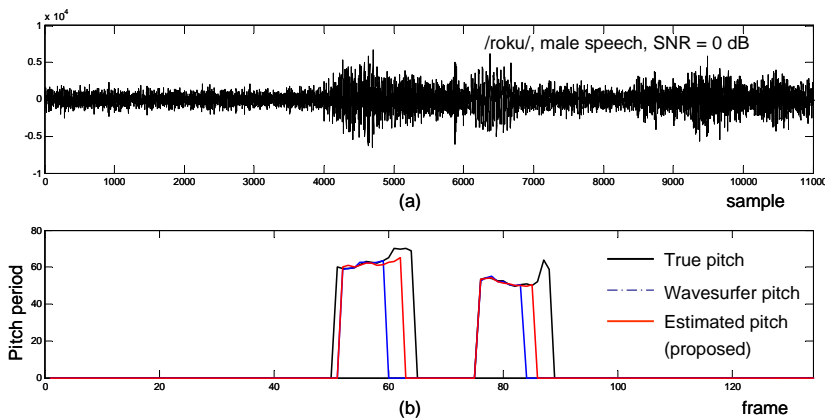 x 10^4
/roku/, male speech, SNR = 0 dB
1
0.5
0
-0.5
-1
0 1000 2000 3000 4000 5000 6000 7000 8000 9000 10000 11000
(a) sample
80
60
40
20
0
Pitch period
True pitch
Wavesurfer pitch
Estimated pitch
(proposed)
0 20 40 60 80 100 120
(b) frame